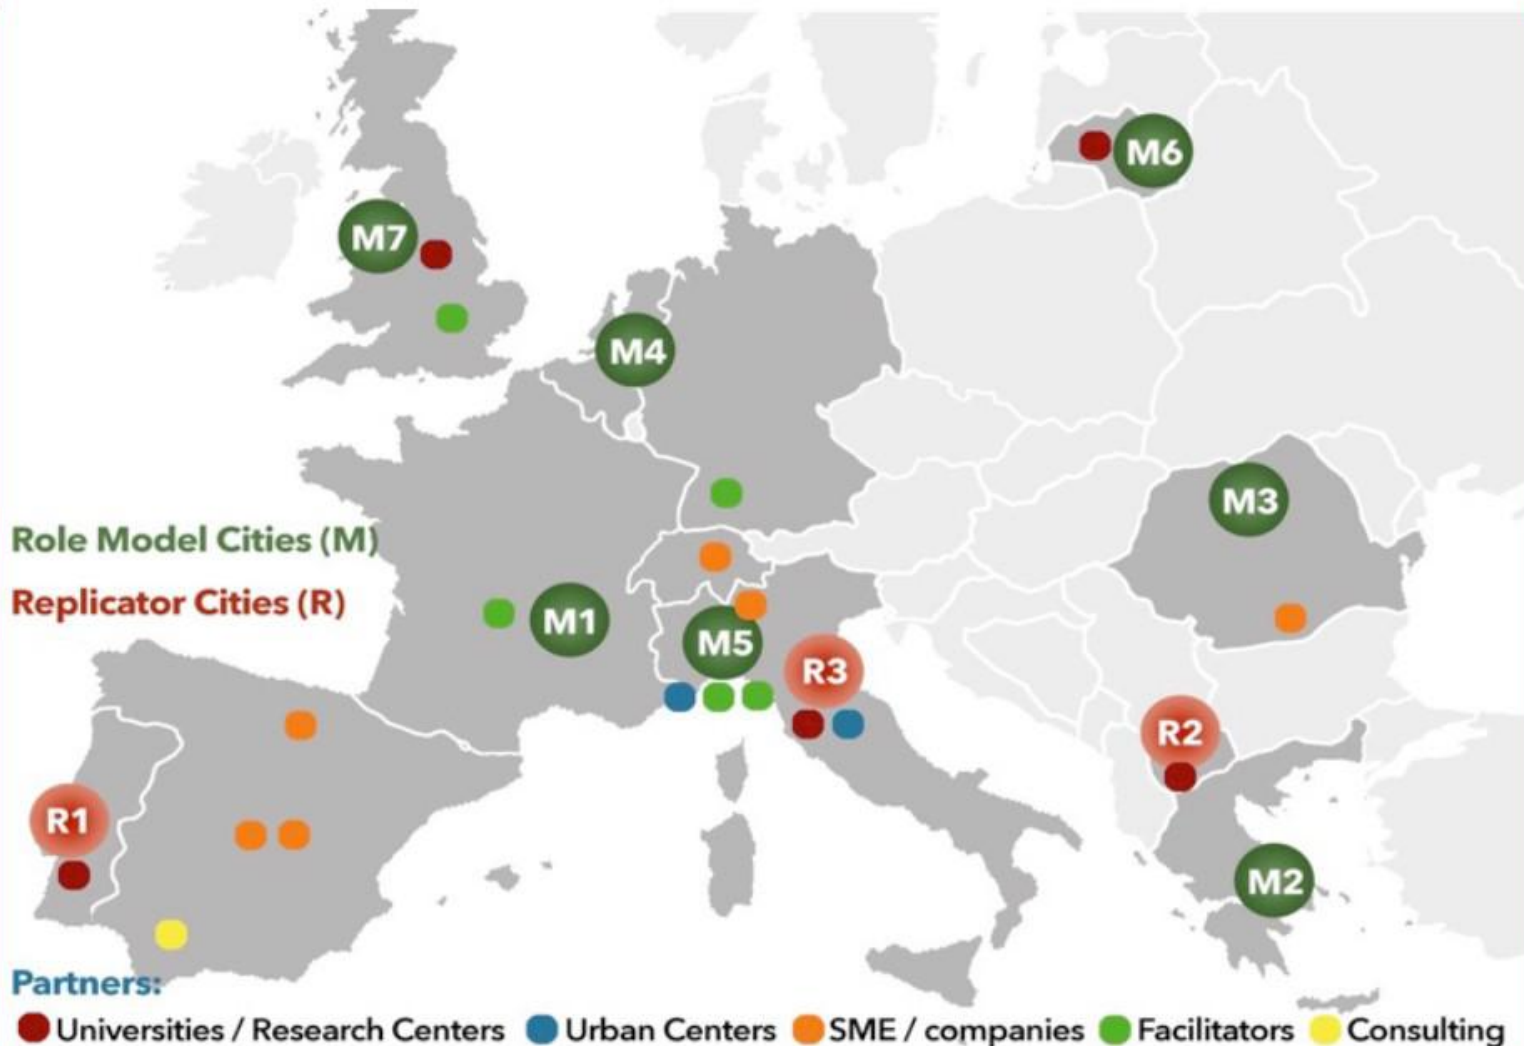 M6
M7
M4
M3
Role Model Cities (M)
Replicator Cities (R)
M1
M5
R3
R2
R1
M2
Partners:
Universities / Research Centers Urban Centers SME / companies Facilitators Consulting